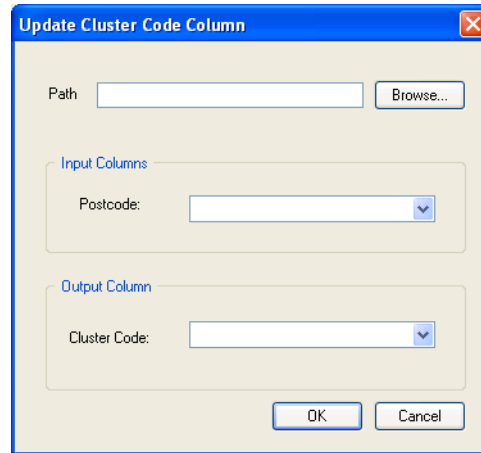 Update Cluster Code Column
Path Browse...
Input Columns
Postcode:
Output Column
Cluster Code:
OK Cancel